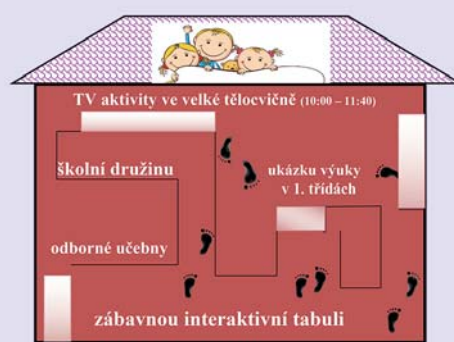 TV aktivity ve velké tělocvičně (10:00 – 11:40)
školní družinu
ukázku výuky
v 1. třídách
odborné učebny
zábavnou interaktivní tabuli